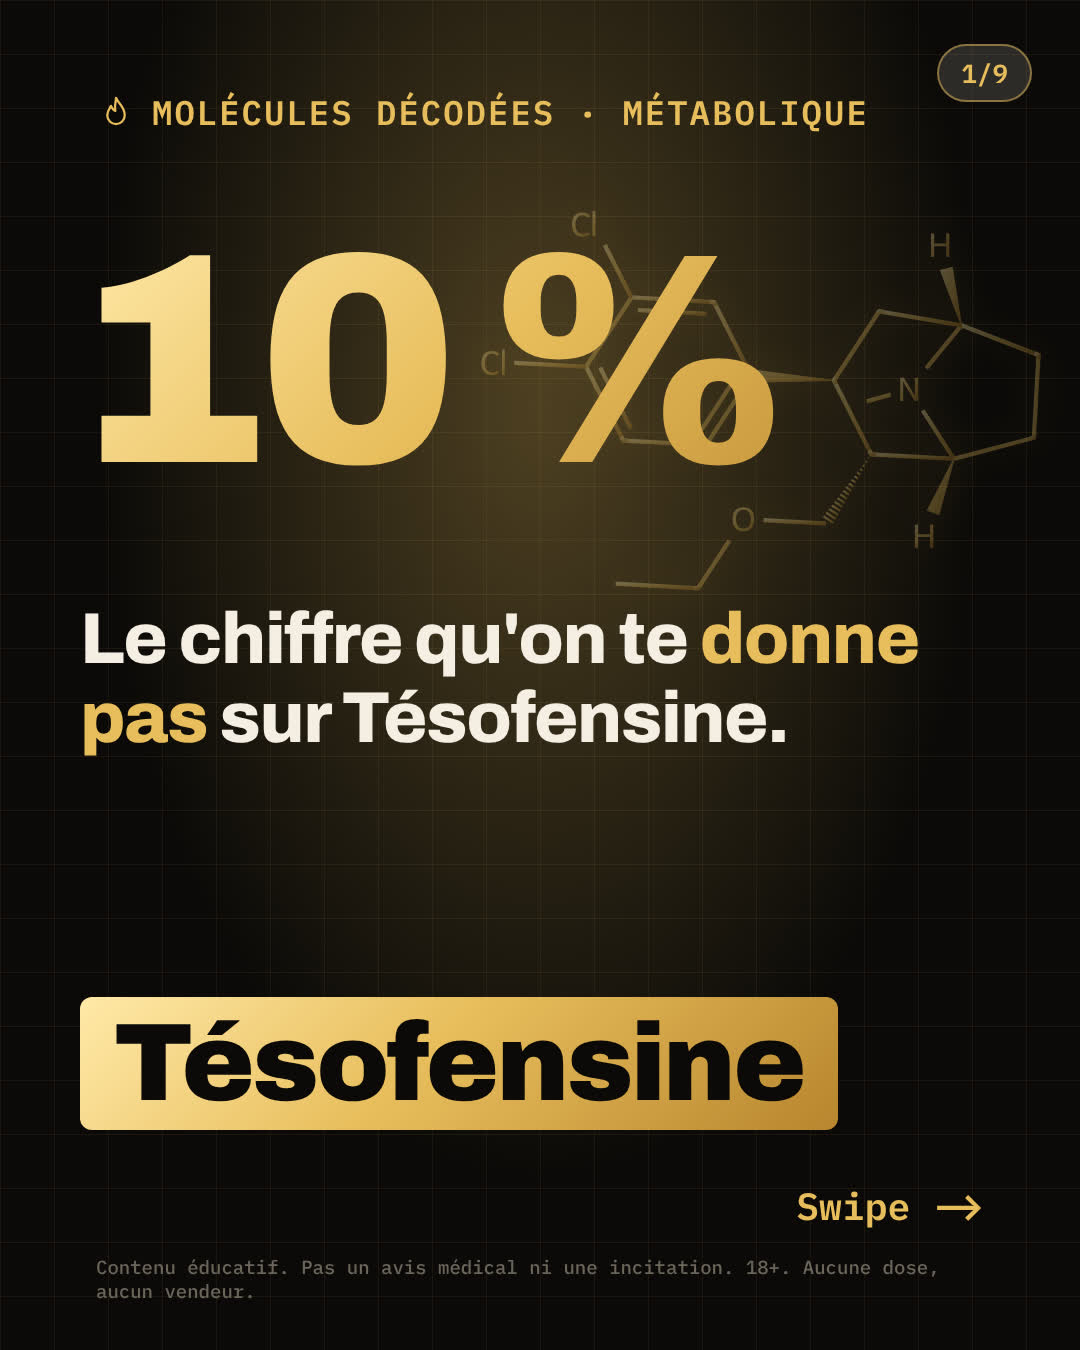 1/9
MOLÉCULES DÉCODÉES · MÉTABOLIQUE
10 %
Cl
Cl
H
N
O
H
Le chiffre qu'on te donne
pas sur Tésofensine.
Tésofensine
Swipe →
Contenu éducatif. Pas un avis médical ni une incitation. 18+. Aucune dose,
aucun vendeur.